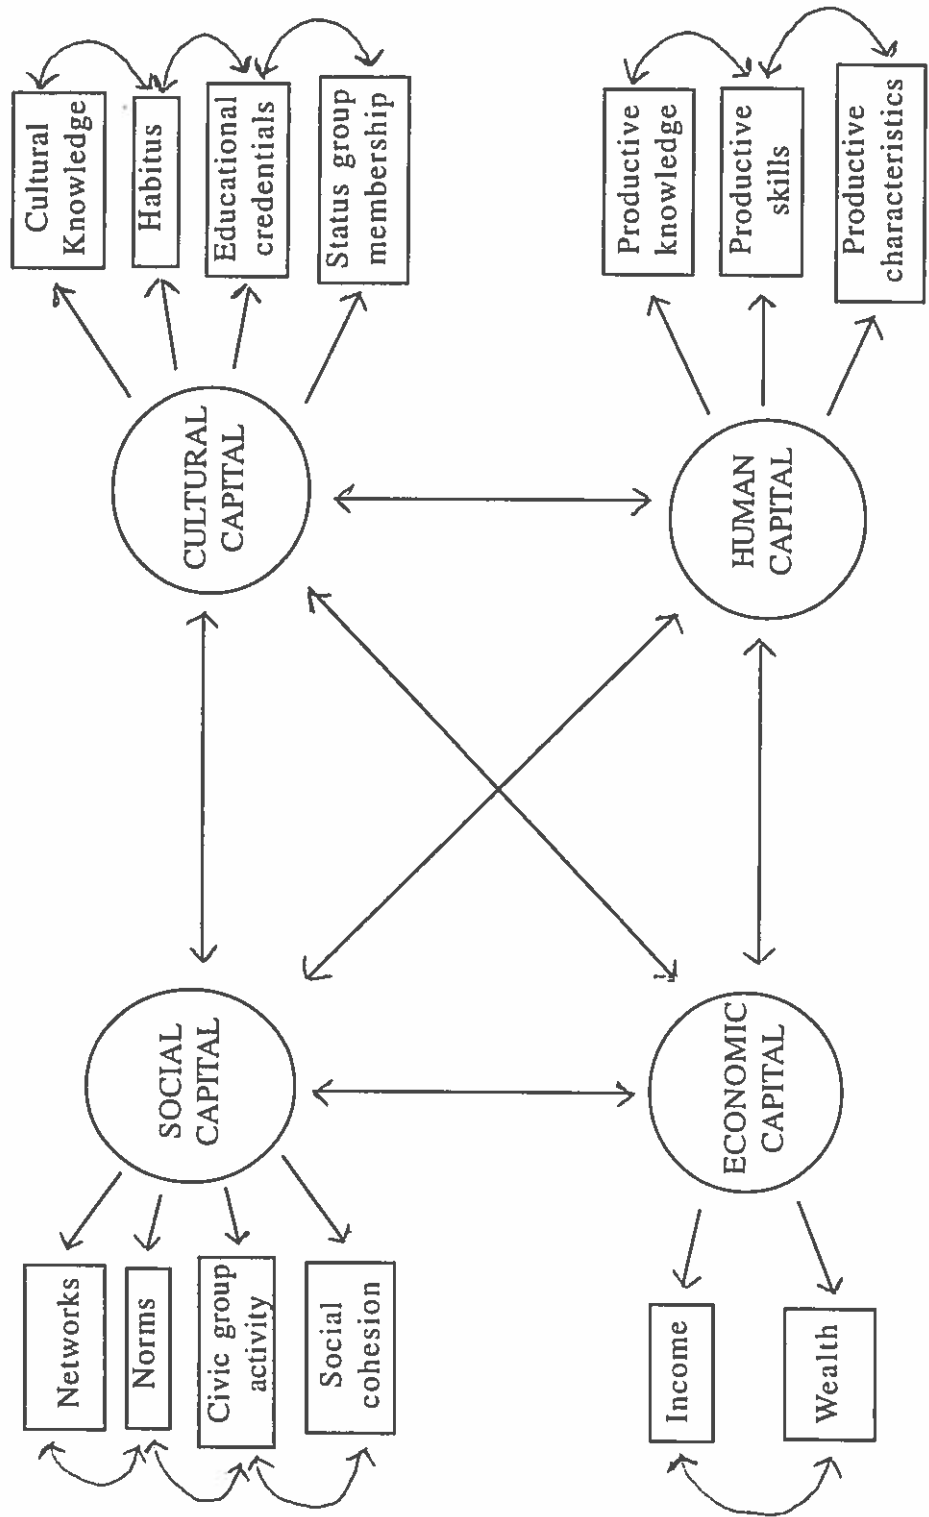 Networks
Norms
Civic group
activity
Social
cohesion
SOCIAL
CAPITAL
CULTURAL
CAPITAL
Cultural
Knowledge
Habitus
Educational
credentials
Status group
membership
Income
Wealth
ECONOMIC
CAPITAL
HUMAN
CAPITAL
Productive
knowledge
Productive
skills
Productive
characteristics